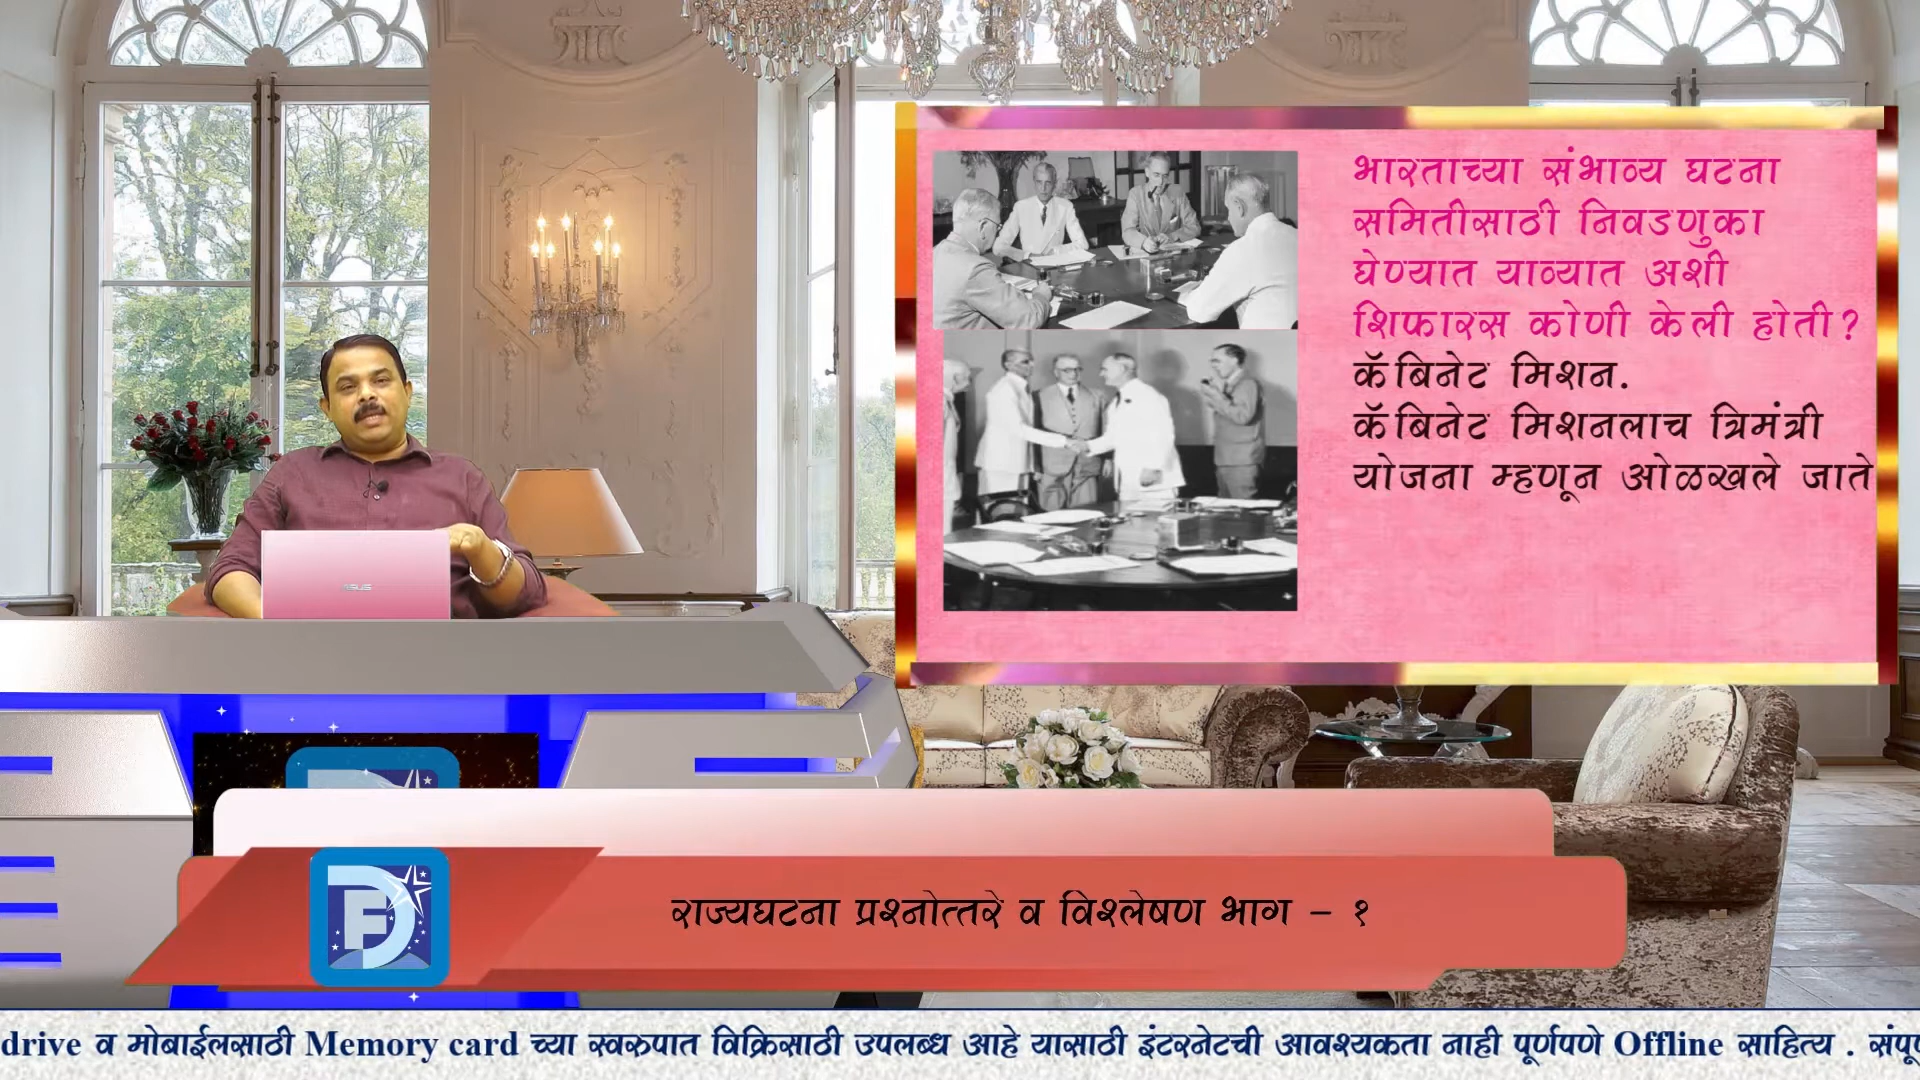 भारताच्या संभाव्य घटना
समितीसाठी निवडणुका
घेण्यात याव्यात अशी
शिफारस कोणी केली होती?
कॅबिनेट मिशन.
कॅबिनेट मिशनलाच त्रिमंत्री
योजना म्हणून ओळखले जाते
राज्यघटना प्रश्नोत्तरे व विश्लेषण भाग – १
drive व मोबाईलसाठी Memory card च्या स्वरुपात विक्रिसाठी उपलब्ध आहे यासाठी इंटरनेटची आवश्यकता नाही पूर्णपणे Offline साहित्य .